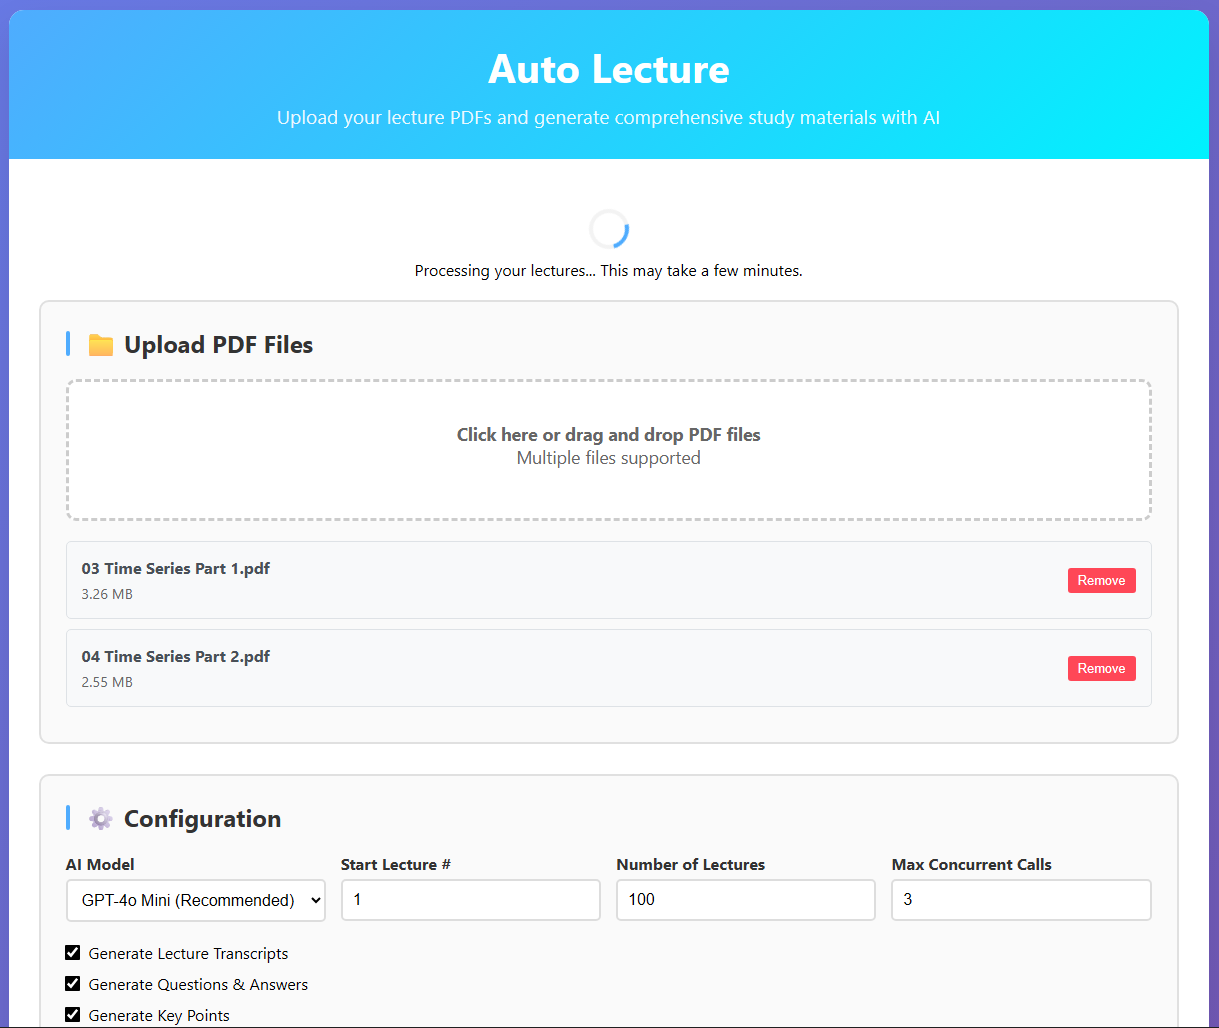 Auto Lecture
Upload your lecture PDFs and generate comprehensive study materials with AI
Processing your lectures... This may take a few minutes.
Upload PDF Files
Click here or drag and drop PDF files
Multiple files supported
03 Time Series Part 1.pdf
3.26 MB
Remove
04 Time Series Part 2.pdf
2.55 MB
Remove
Configuration
AI Model
Start Lecture #
Number of Lectures
Max Concurrent Calls
GPT-4o Mini (Recommended)
1
100
3
Generate Lecture Transcripts
Generate Questions & Answers
Generate Key Points